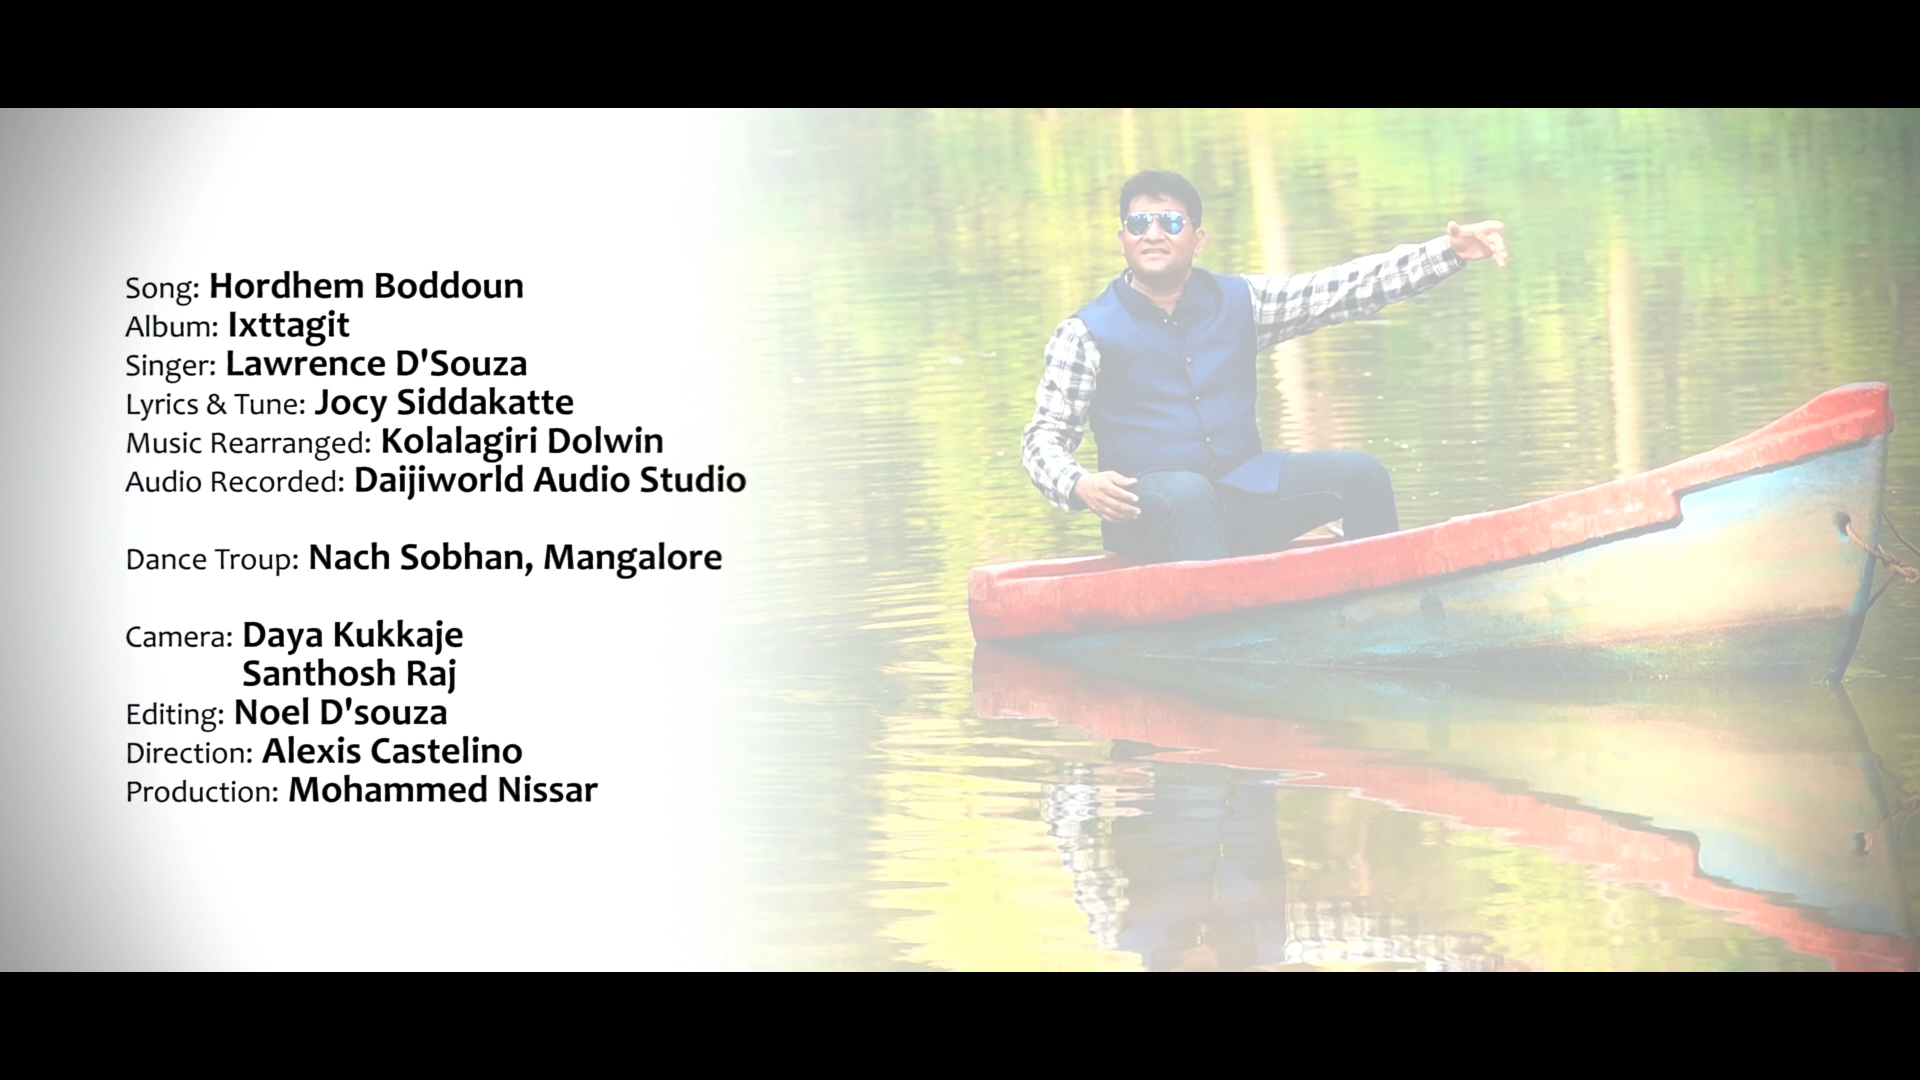 Song: Hordhem Boddoun
Album: Ixttagit
Singer: Lawrence D'Souza
Lyrics & Tune: Jocy Siddakatte
Music Rearranged: Kolalagiri Dolwin
Audio Recorded: Daijiworld Audio Studio
Dance Troup: Nach Sobhan, Mangalore
Camera: Daya Kukkaje
Santhosh Raj
Editing: Noel D'souza
Direction: Alexis Castelino
Production: Mohammed Nissar